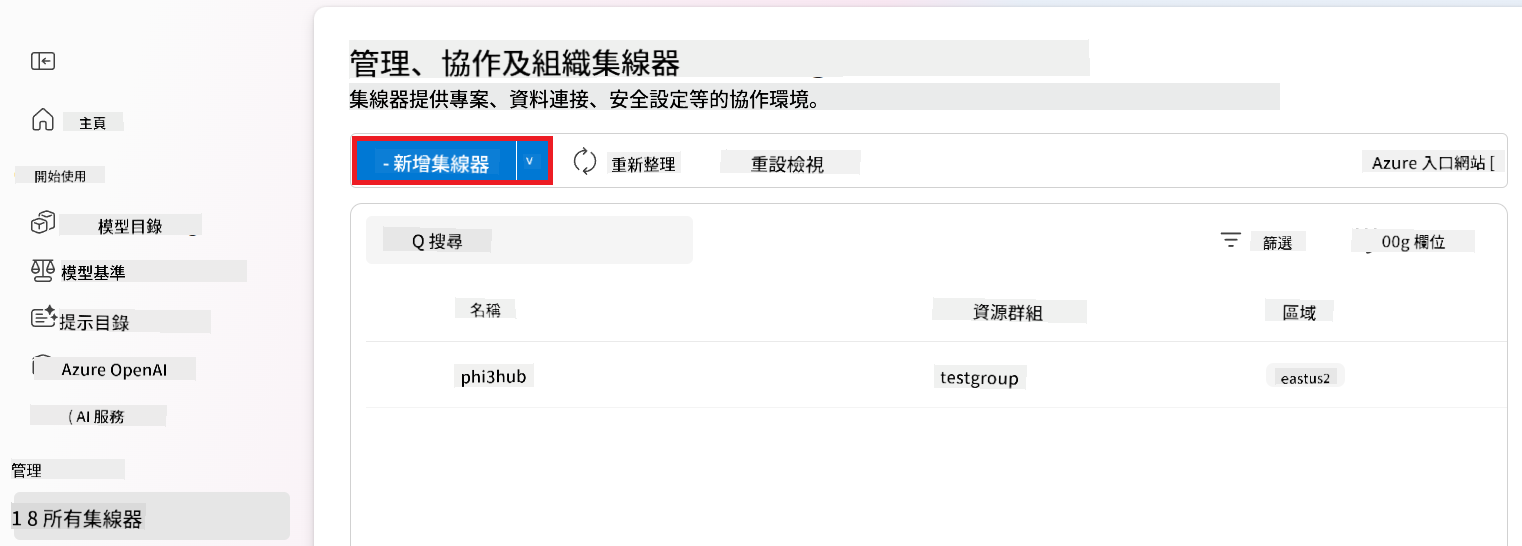 主頁
開始使用
模型目錄
模型基準
提示目錄
Azure OpenAI
( AI 服務
管理
1 8 所有集線器
管理、協作及組織集線器
集線器提供專案、資料連接、安全設定等的協作環境。
- 新增集線器 v
重新整理
重設檢視
Azure 入口網站 [
Q 搜尋
篩選
00g 欄位
名稱 資源群組 區域
phi3hub testgroup eastus2